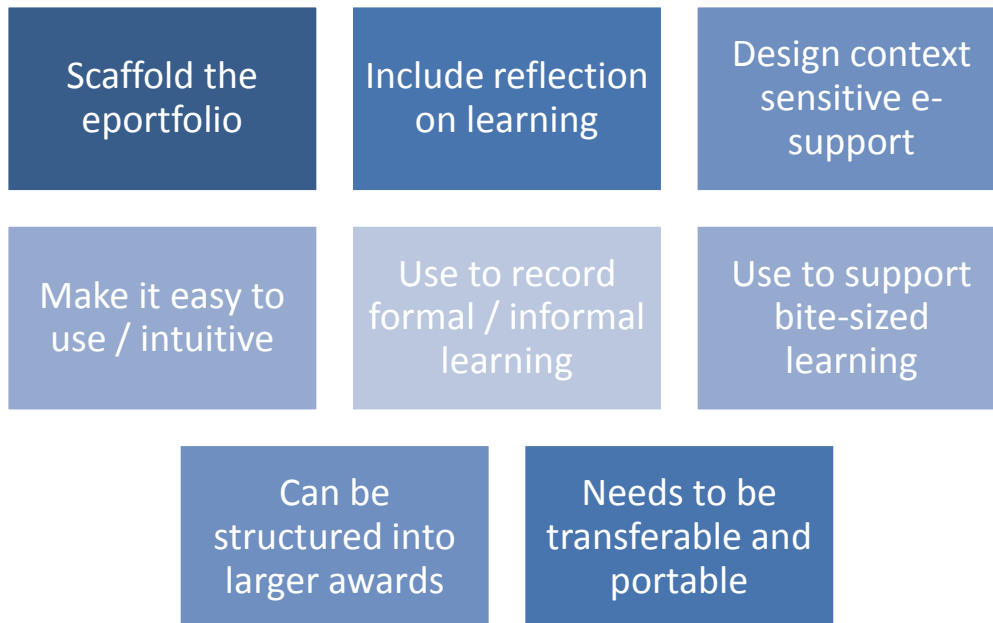 Scaffold the
eportfolio
Include reflection
on learning
Design context
sensitive e-
support
Make it easy to
use / intuitive
Use to record
formal / informal
learning
Use to support
bite-sized
learning
Can be
structured into
larger awards
Needs to be
transferable and
portable